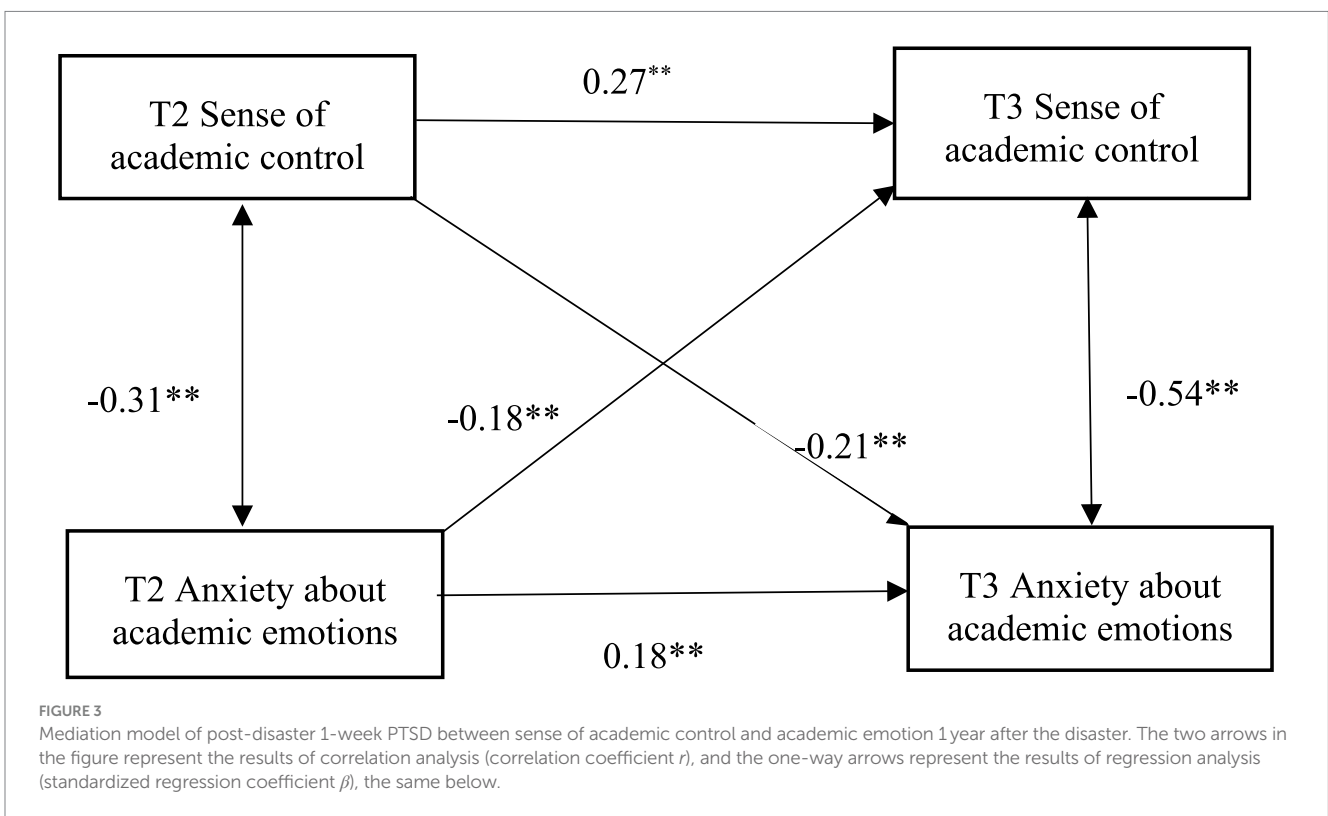 0.27**
T2 Sense of
academic control
T3 Sense of
academic control
-0.31**
-0.18**
-0.21**
-0.54**
T2 Anxiety about
academic emotions
T3 Anxiety about
academic emotions
0.18**
FIGURE 3
Mediation model of post-disaster 1-week PTSD between sense of academic control and academic emotion 1 year after the disaster. The two arrows in
the figure represent the results of correlation analysis (correlation coefficient r), and the one-way arrows represent the results of regression analysis
(standardized regression coefficient β), the same below.